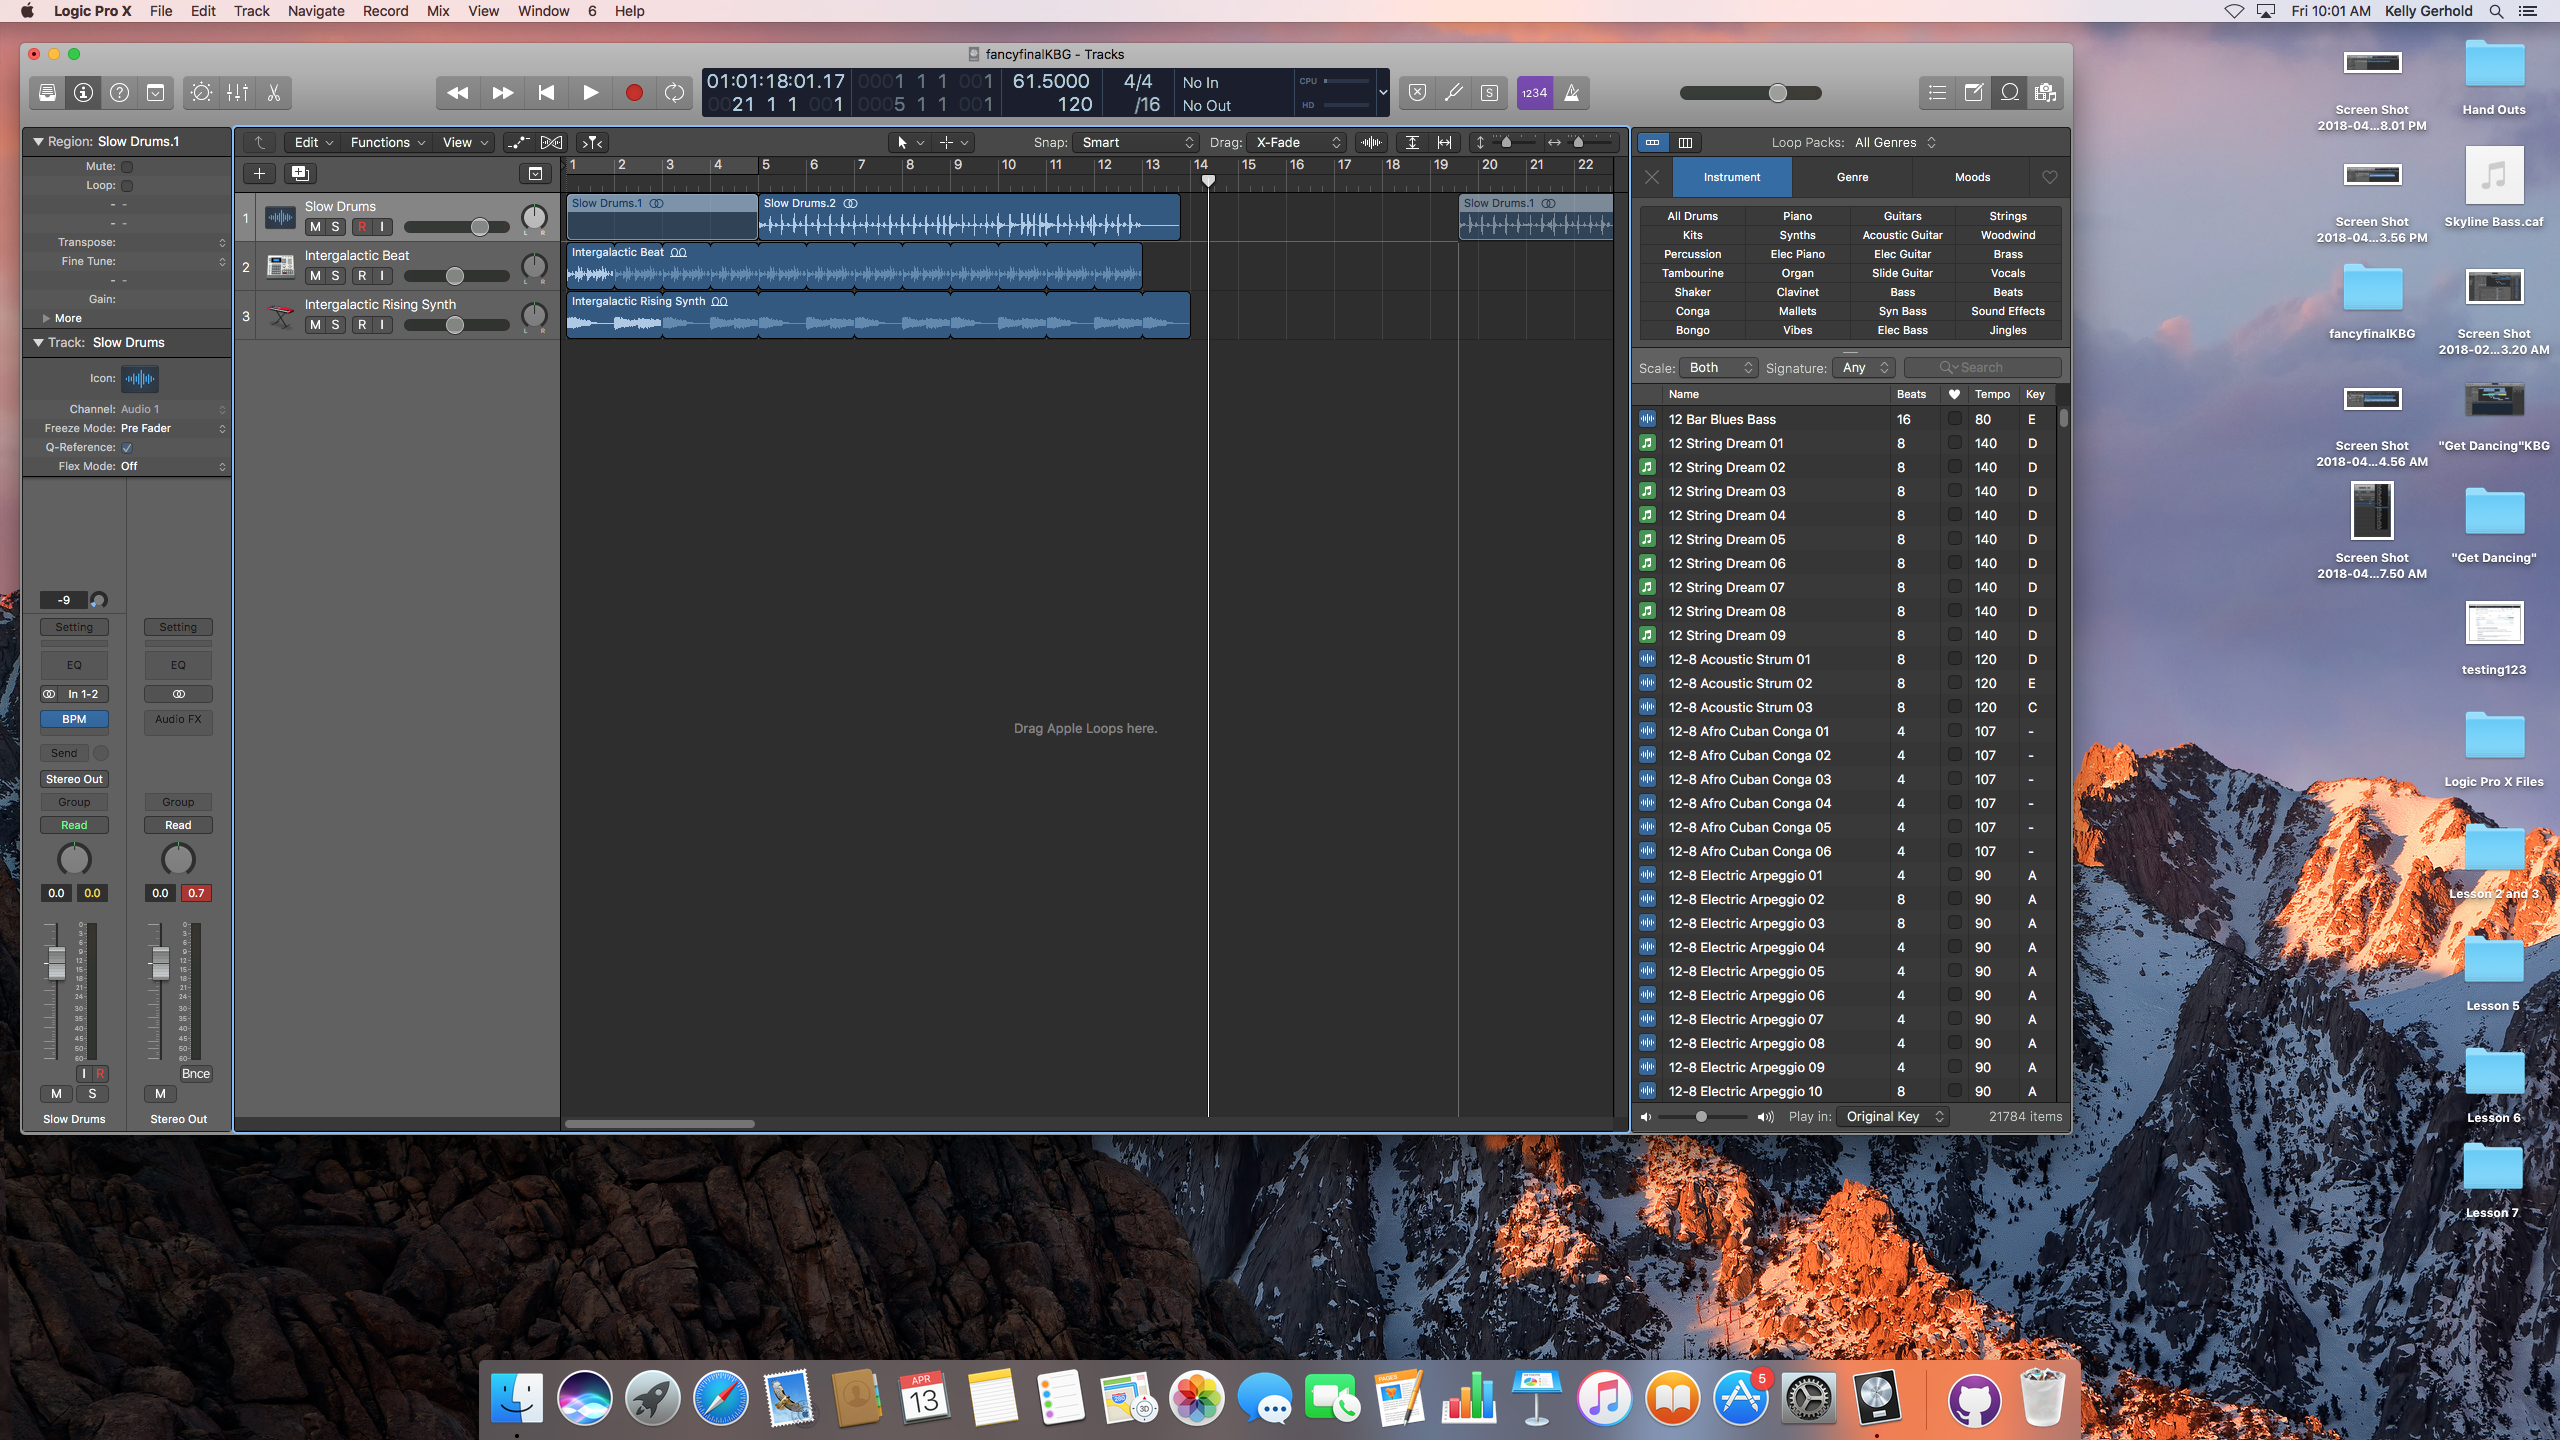 Logic Pro X File Edit Track Navigate Record Mix View Window 6 Help Fri 10:01 AM Kelly Gerhold
fancyfinalKBG - Tracks
01:01:18:01.17 0001 1 1 001 61.5000 4/4 No In CPU
0021 1 1 001 0005 1 1 001 120 /16 No Out HD
S 1234
Region: Slow Drums.1
Mute:
Loop:
- -
- -
Transpose:
Fine Tune:
- -
Gain:
More
Track: Slow Drums
Icon:
Channel: Audio 1
Freeze Mode: Pre Fader
Q-Reference:
Flex Mode: Off
-9
Setting Setting
EQ EQ
In 1-2
BPM Audio FX
Send
Stereo Out
Group Group
Read Read
0.0 0.0 0.0 0.7
I R Bnce
M S M
Slow Drums Stereo Out
Edit Functions View Snap: Smart Drag: X-Fade
1 2 3 4 5 6 7 8 9 10 11 12 13 14 15 16 17 18 19 20 21 22
1 Slow Drums
M S R I
2 Intergalactic Beat
M S R I
3 Intergalactic Rising Synth
M S R I
Slow Drums.1 Slow Drums.2 Slow Drums.1
Intergalactic Beat
Intergalactic Rising Synth
Drag Apple Loops here.
Loop Packs: All Genres
Instrument Genre Moods
All Drums Piano Guitars Strings
Kits Synths Acoustic Guitar Woodwind
Percussion Elec Piano Elec Guitar Brass
Tambourine Organ Slide Guitar Vocals
Shaker Clavinet Bass Beats
Conga Mallets Syn Bass Sound Effects
Bongo Vibes Elec Bass Jingles
Scale: Both Signature: Any Search
Name Beats Tempo Key
12 Bar Blues Bass 16 80 E
12 String Dream 01 8 140 D
12 String Dream 02 8 140 D
12 String Dream 03 8 140 D
12 String Dream 04 8 140 D
12 String Dream 05 8 140 D
12 String Dream 06 8 140 D
12 String Dream 07 8 140 D
12 String Dream 08 8 140 D
12 String Dream 09 8 140 D
12-8 Acoustic Strum 01 8 120 D
12-8 Acoustic Strum 02 8 120 E
12-8 Acoustic Strum 03 8 120 C
12-8 Afro Cuban Conga 01 4 107 -
12-8 Afro Cuban Conga 02 4 107 -
12-8 Afro Cuban Conga 03 4 107 -
12-8 Afro Cuban Conga 04 4 107 -
12-8 Afro Cuban Conga 05 4 107 -
12-8 Afro Cuban Conga 06 4 107 -
12-8 Electric Arpeggio 01 4 90 A
12-8 Electric Arpeggio 02 8 90 A
12-8 Electric Arpeggio 03 8 90 A
12-8 Electric Arpeggio 04 4 90 A
12-8 Electric Arpeggio 05 4 90 A
12-8 Electric Arpeggio 06 4 90 A
12-8 Electric Arpeggio 07 4 90 A
12-8 Electric Arpeggio 08 4 90 A
12-8 Electric Arpeggio 09 4 90 A
12-8 Electric Arpeggio 10 8 90 A
Play in: Original Key 21784 items
Screen Shot
2018-04...8.01 PM
Hand Outs
Screen Shot
2018-04...3.56 PM
Skyline Bass.caf
fancyfinalKBG
Screen Shot
2018-02...3.20 AM
Screen Shot
2018-04...4.56 AM
"Get Dancing"KBG
Screen Shot
2018-04...7.50 AM
"Get Dancing"
testing123
Logic Pro X Files
Lesson 2 and 3
Lesson 5
Lesson 6
Lesson 7
APR
13
3D
PAGES
5